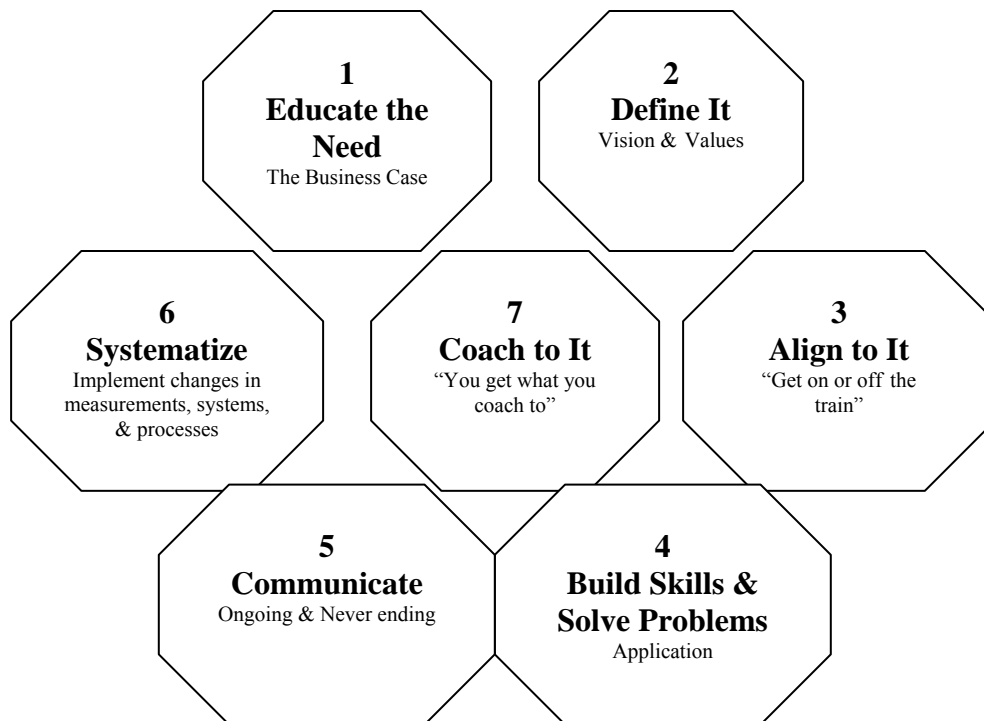 1
Educate the
Need
The Business Case
2
Define It
Vision & Values
6
Systematize
Implement changes in
measurements, systems,
& processes
7
Coach to It
“You get what you
coach to”
3
Align to It
“Get on or off the
train”
5
Communicate
Ongoing & Never ending
4
Build Skills &
Solve Problems
Application